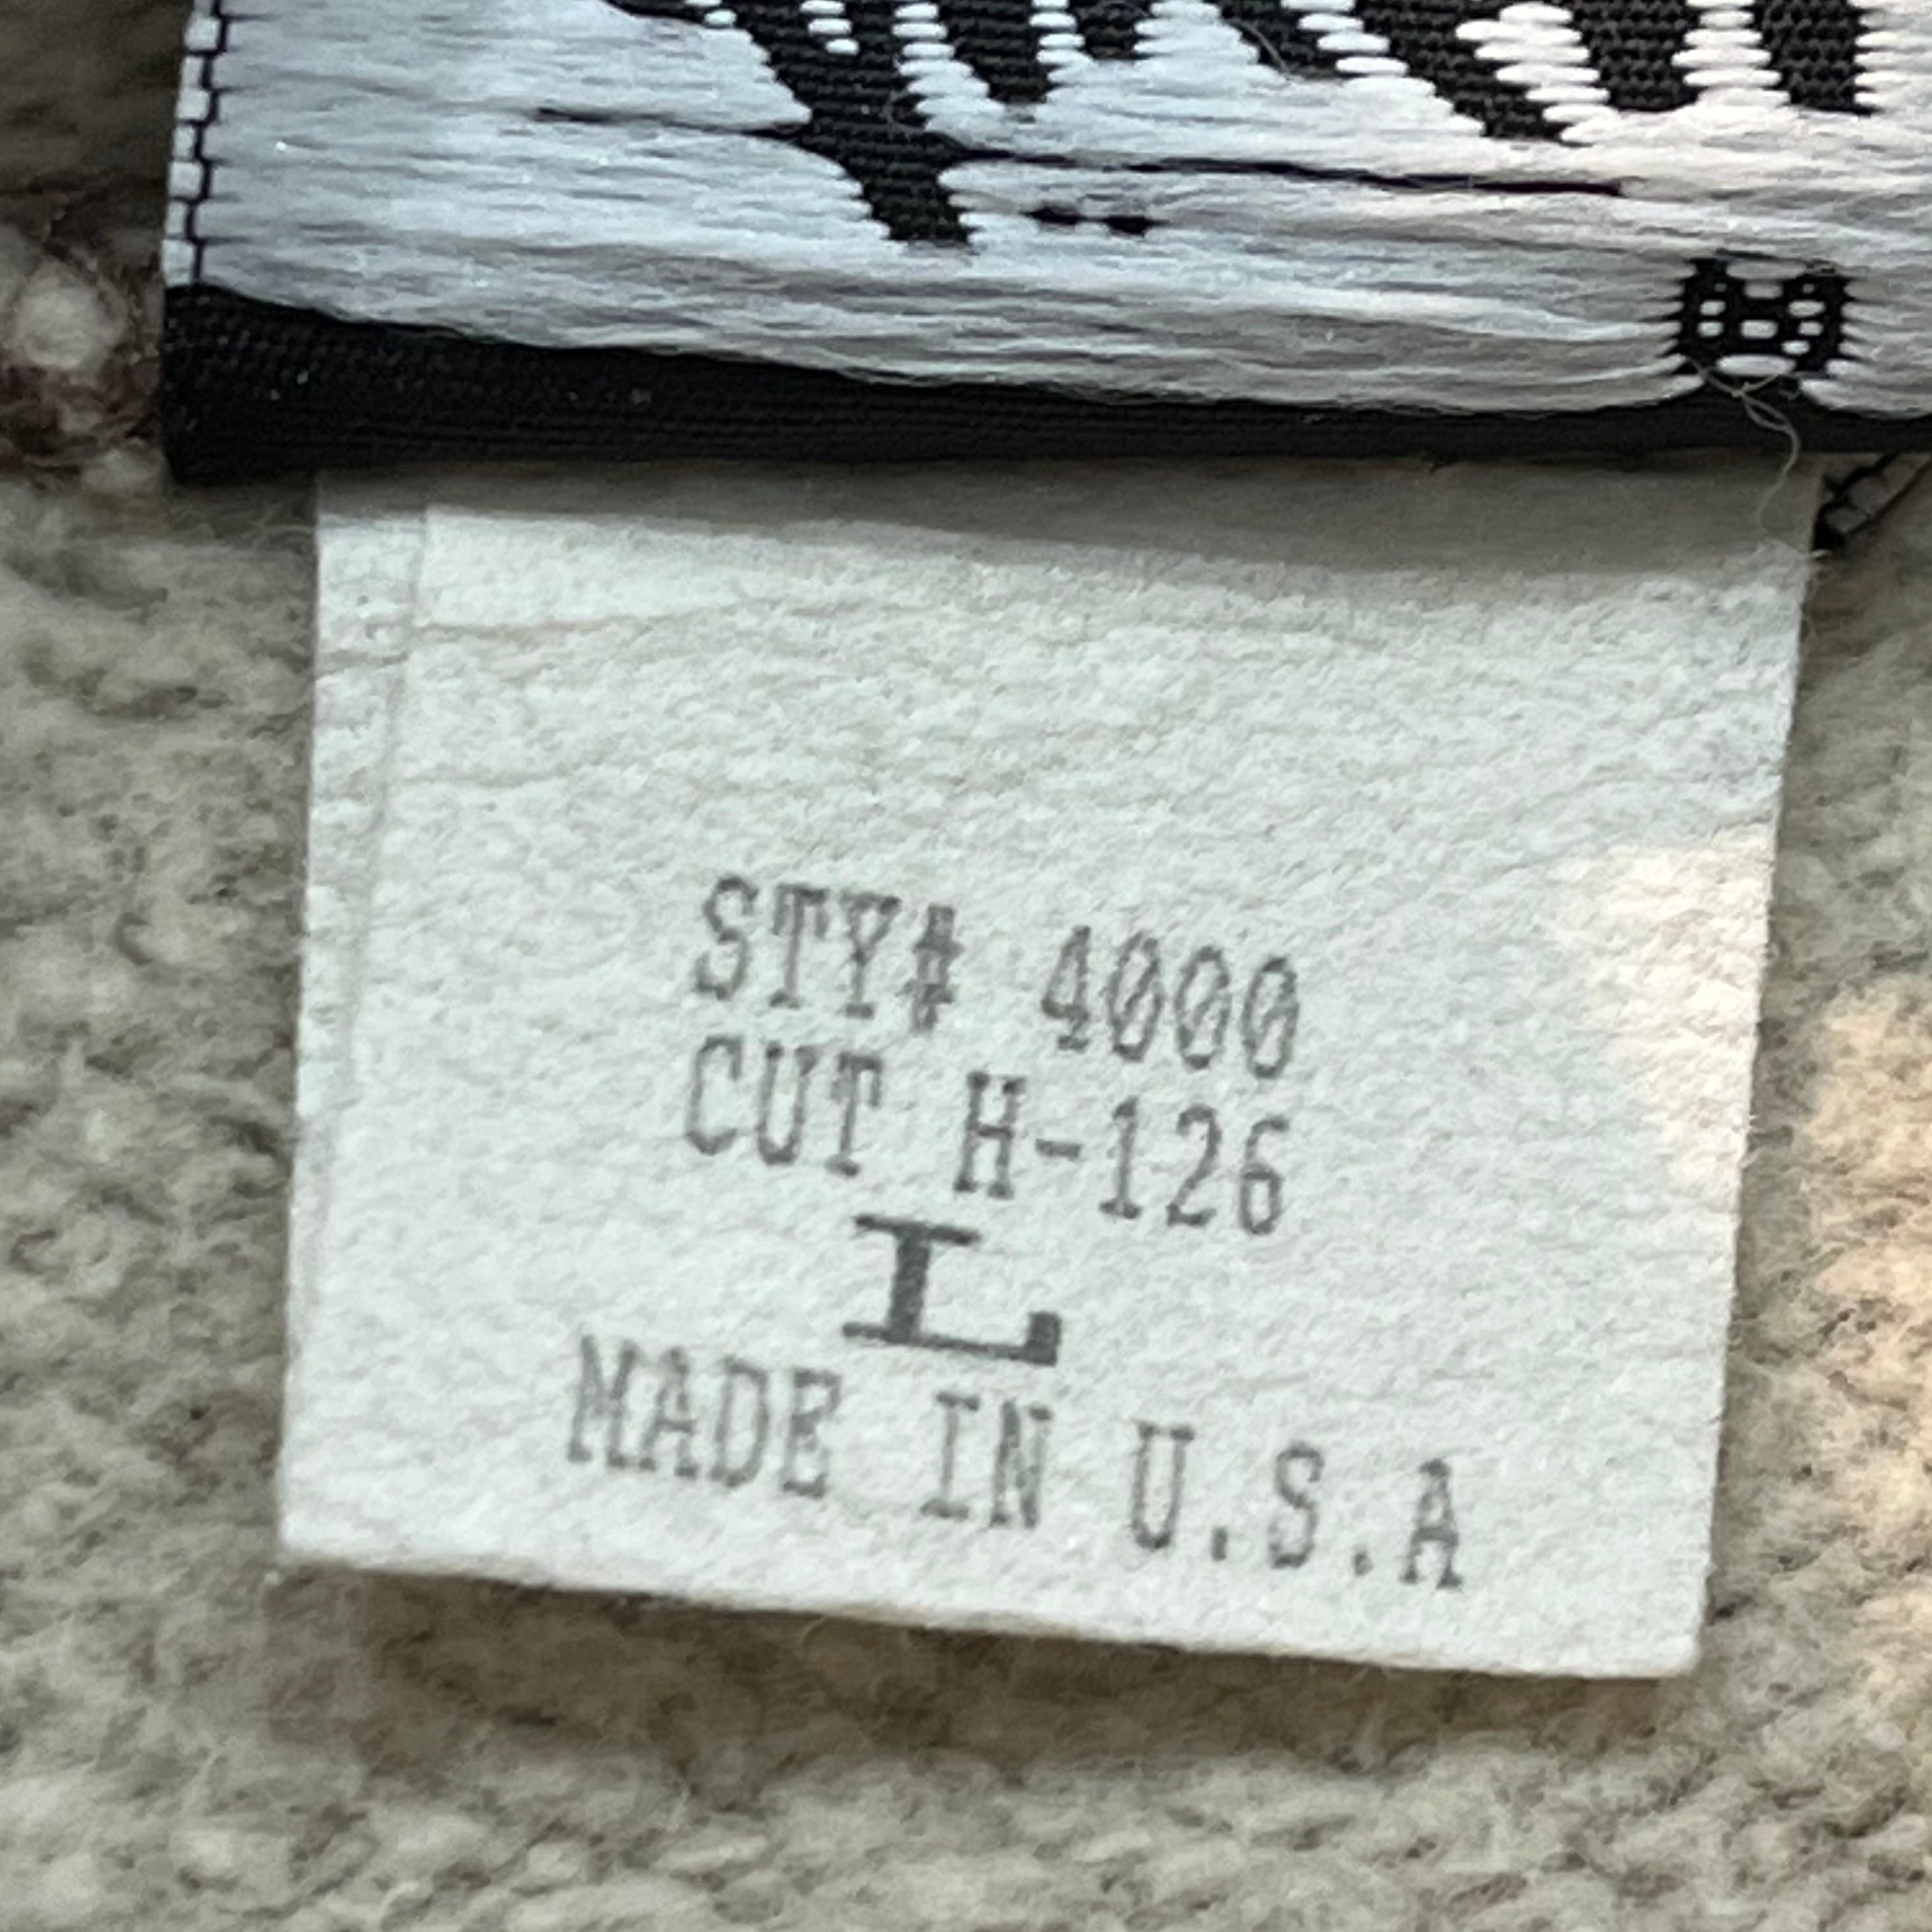 STY# 4000
CUT H-126
L
MADE IN U.S.A